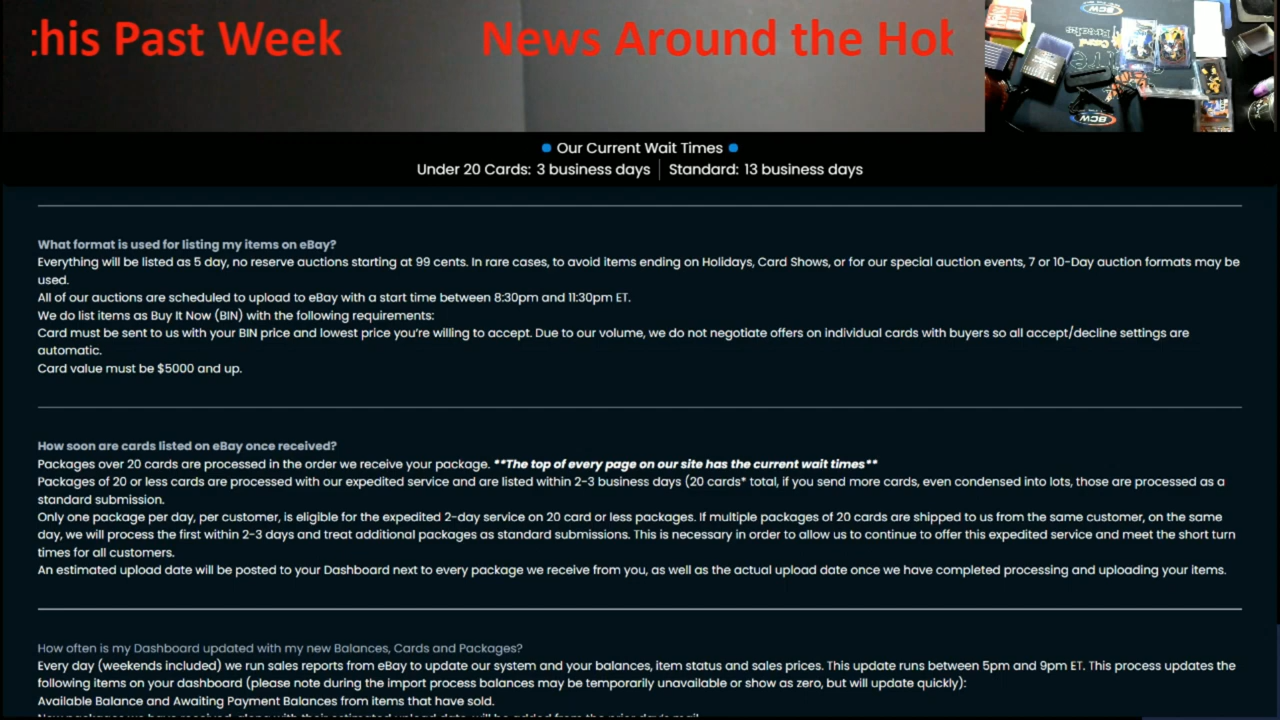 :his Past Week News Around the Hob
BCW
BCW
Our Current Wait Times
Under 20 Cards: 3 business days | Standard: 13 business days
What format is used for listing my items on eBay?
Everything will be listed as 5 day, no reserve auctions starting at 99 cents. In rare cases, to avoid items ending on Holidays, Card Shows, or for our special auction events, 7 or 10-Day auction formats may be
used.
All of our auctions are scheduled to upload to eBay with a start time between 8:30pm and 11:30pm ET.
We do list items as Buy It Now (BIN) with the following requirements:
Card must be sent to us with your BIN price and lowest price you're willing to accept. Due to our volume, we do not negotiate offers on individual cards with buyers so all accept/decline settings are
automatic.
Card value must be $5000 and up.
How soon are cards listed on eBay once received?
Packages over 20 cards are processed in the order we receive your package. **The top of every page on our site has the current wait times**
Packages of 20 or less cards are processed with our expedited service and are listed within 2-3 business days (20 cards* total, if you send more cards, even condensed into lots, those are processed as a
standard submission.
Only one package per day, per customer, is eligible for the expedited 2-day service on 20 card or less packages. If multiple packages of 20 cards are shipped to us from the same customer, on the same
day, we will process the first within 2-3 days and treat additional packages as standard submissions. This is necessary in order to allow us to continue to offer this expedited service and meet the short turn
times for all customers.
An estimated upload date will be posted to your Dashboard next to every package we receive from you, as well as the actual upload date once we have completed processing and uploading your items.
How often is my Dashboard updated with my new Balances, Cards and Packages?
Every day (weekends included) we run sales reports from eBay to update our system and your balances, item status and sales prices. This update runs between 5pm and 9pm ET. This process updates the
following items on your dashboard (please note during the import process balances may be temporarily unavailable or show as zero, but will update quickly):
Available Balance and Awaiting Payment Balances from items that have sold.
New packages we have received, along with their estimated upload date, will be added from the prior day's mail